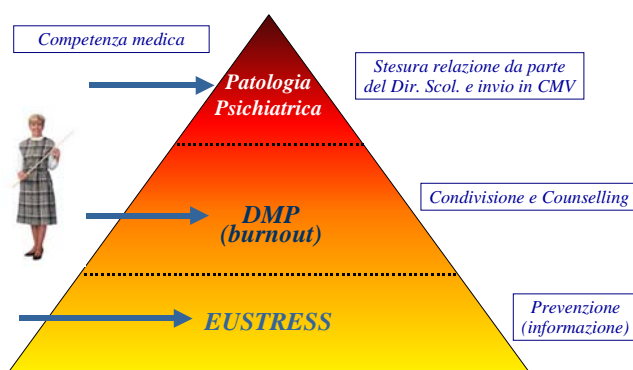 Competenza medica
Patologia
Psichiatrica
Stesura relazione da parte
del Dir. Scol. e invio in CMV
DMP
(burnout)
Condivisione e Counselling
EUSTRESS
Prevenzione
(informazione)